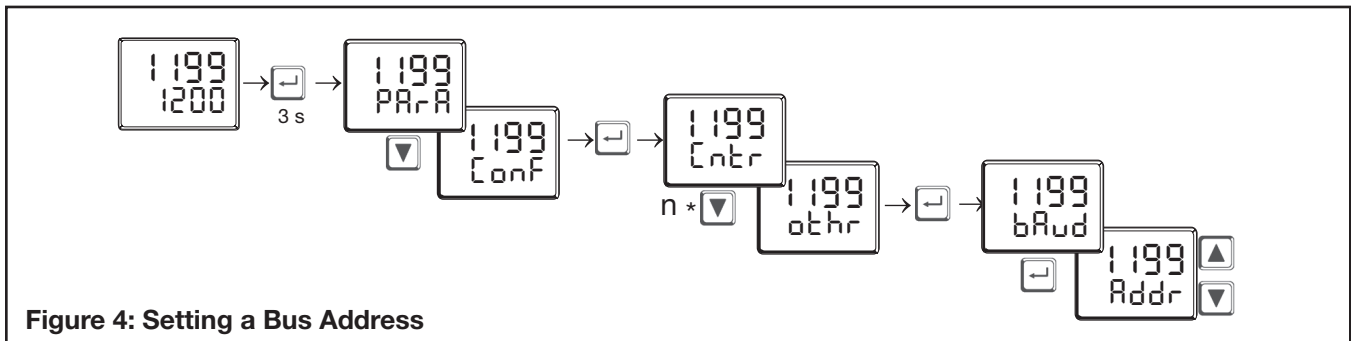 1199
1200
3 s
1199
PArA
1199
ConF
1199
Cntr
n *
1199
othr
1199
bAud
1199
Addr
Figure 4: Setting a Bus Address